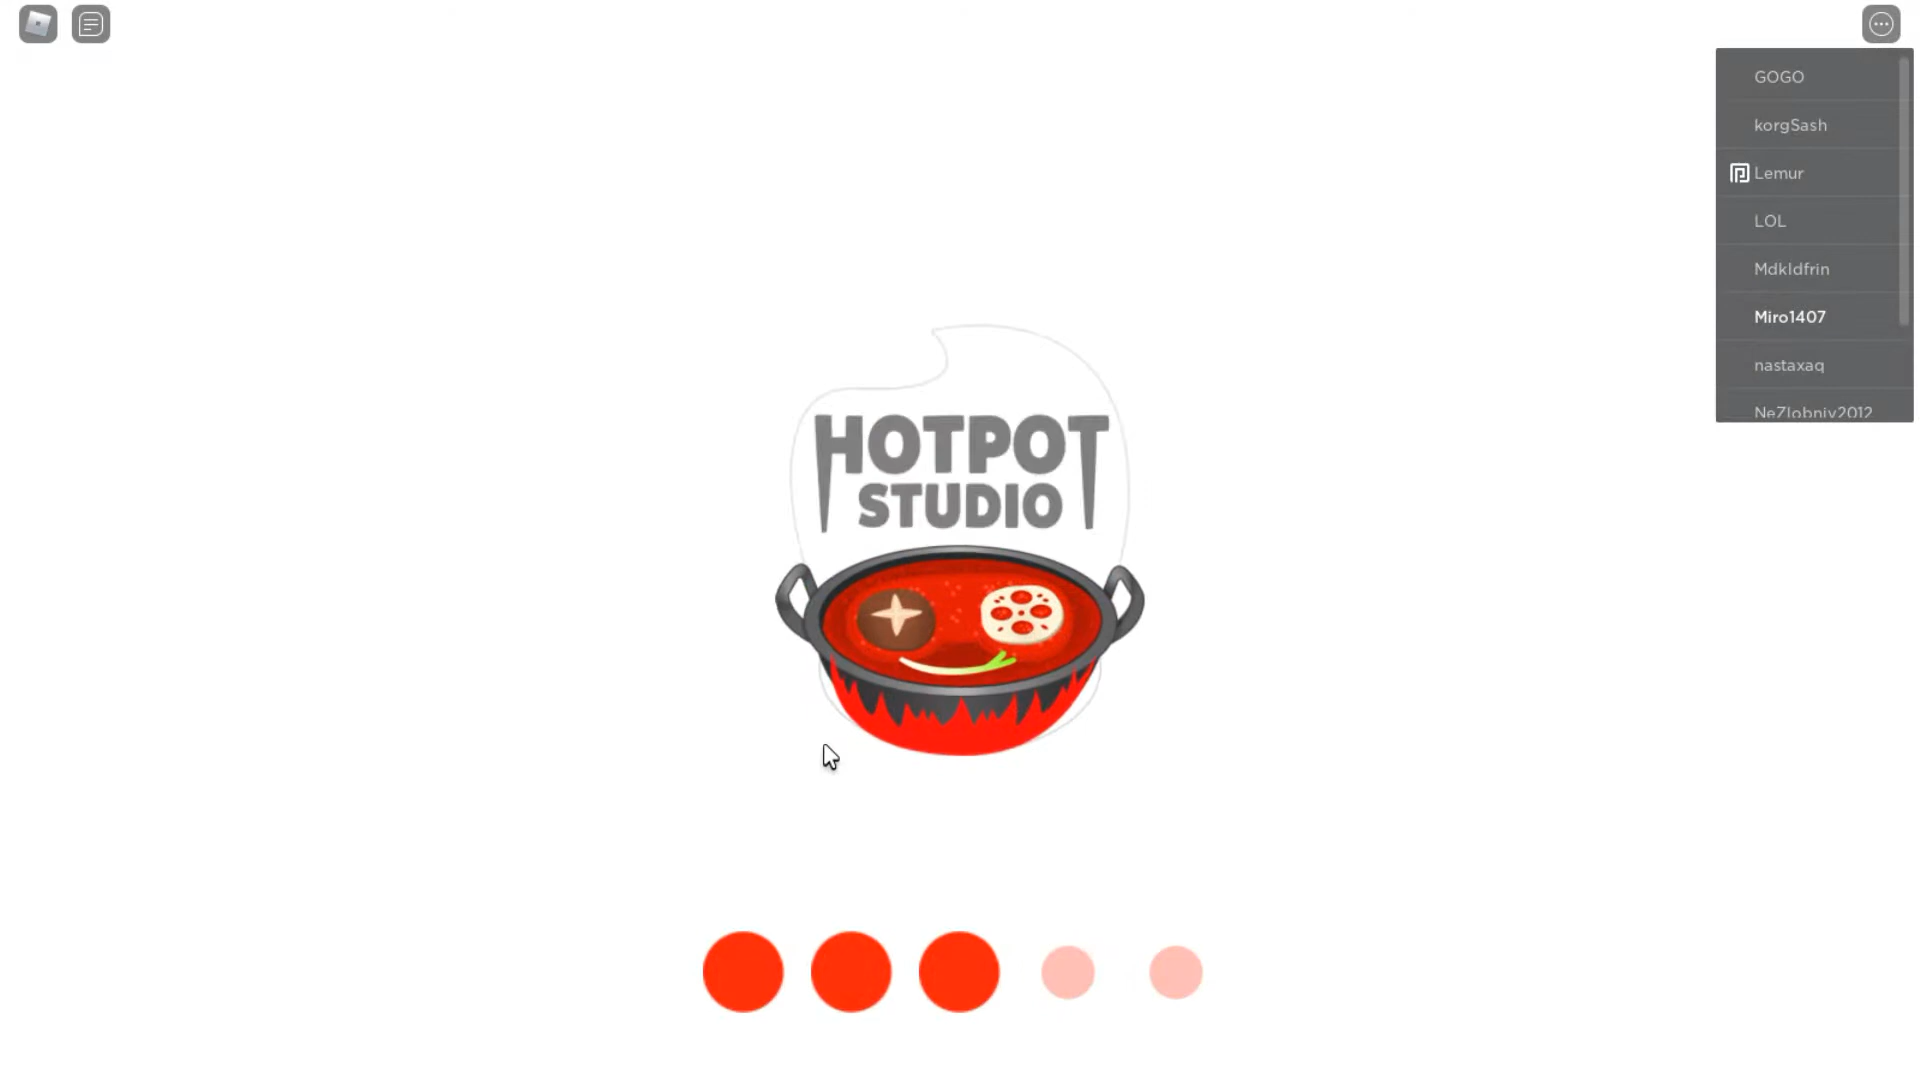 GOGO
korgSash
Lemur
LOL
Mdkldfrin
Miro1407
nastaxaq
NeZlobniy2012
HOTPOT
STUDIO